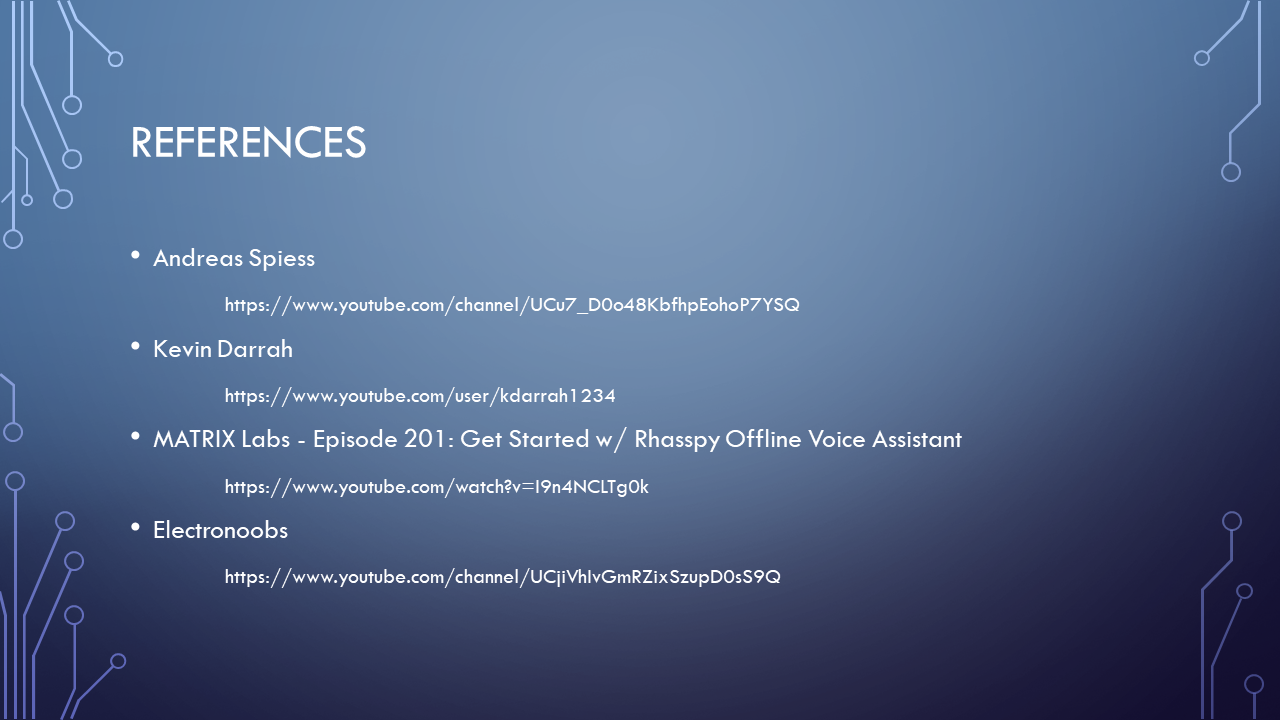 REFERENCES
• Andreas Spiess
https://www.youtube.com/channel/UCu7_D0o48KbfhpEohoP7YSQ
• Kevin Darrah
https://www.youtube.com/user/kdarrah1234
• MATRIX Labs - Episode 201: Get Started w/ Rhasspy Offline Voice Assistant
https://www.youtube.com/watch?v=I9n4NCLTg0k
• Electronoobs
https://www.youtube.com/channel/UCjiVhIvGmRZixSzupD0sS9Q